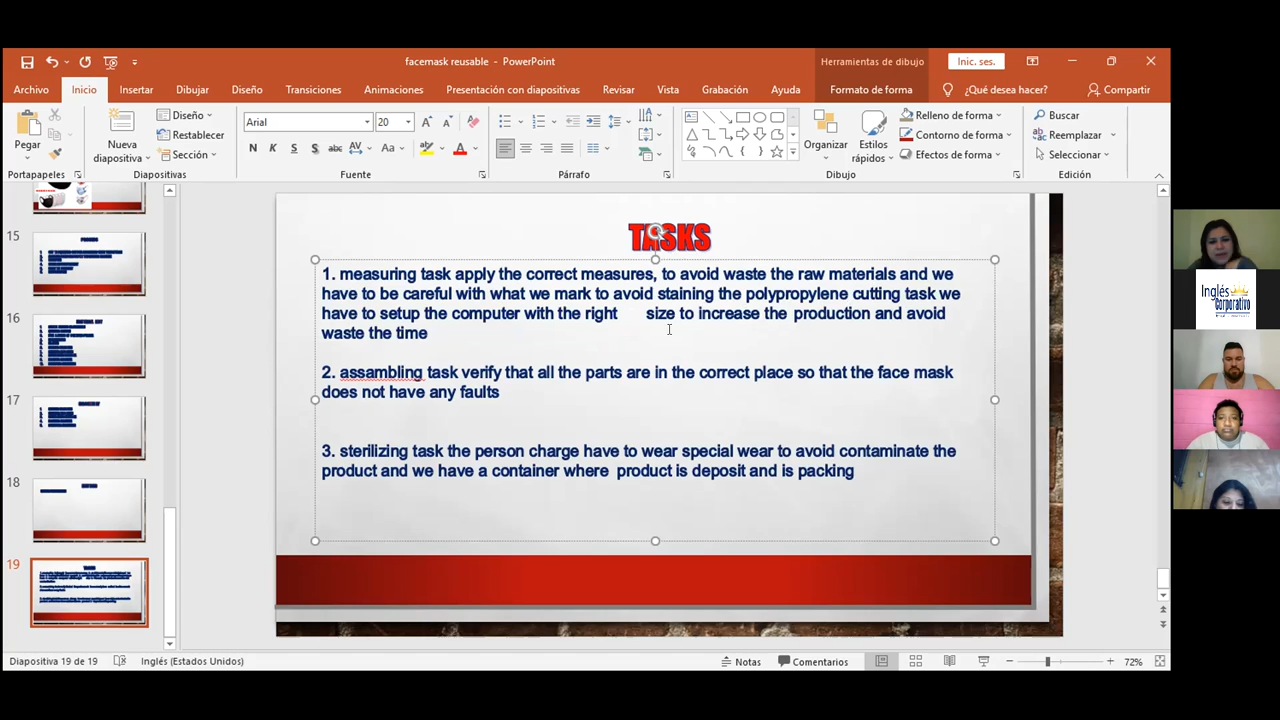 facemask reusable - PowerPoint
Herramientas de dibujo
Inic. ses.
Archivo
Inicio
Insertar
Dibujar
Diseño
Transiciones
Animaciones
Presentación con diapositivas
Revisar
Vista
Grabación
Ayuda
Formato de forma
¿Qué desea hacer?
Compartir
Pegar
Nueva
diapositiva
Diseño
Restablecer
Sección
Arial
20
N K S abc AV Aa A
Organizar
Estilos
rápidos
Relleno de forma
Contorno de forma
Efectos de forma
Buscar
Reemplazar
Seleccionar
Portapapeles
Diapositivas
Fuente
Párrafo
Dibujo
Edición
15
16
17
18
19
TASKS
1. measuring task apply the correct measures, to avoid waste the raw materials and we
have to be careful with what we mark to avoid staining the polypropylene cutting task we
have to setup the computer with the right size to increase the production and avoid
waste the time
2. assambling task verify that all the parts are in the correct place so that the face mask
does not have any faults
3. sterilizing task the person charge have to wear special wear to avoid contaminate the
product and we have a container where product is deposit and is packing
Inglés
corporativo
Diapositiva 19 de 19
Inglés (Estados Unidos)
Notas
Comentarios
72%